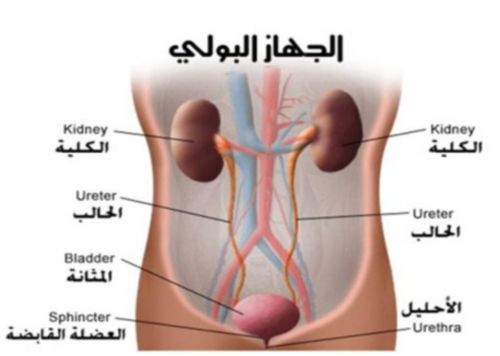 الجهاز البولي
Kidney
الكلية
Kidney
الكلية
Ureter
الحالب
Ureter
الحالب
Bladder
المثانة
Sphincter
العضلة القابضة
الأحليل
Urethra